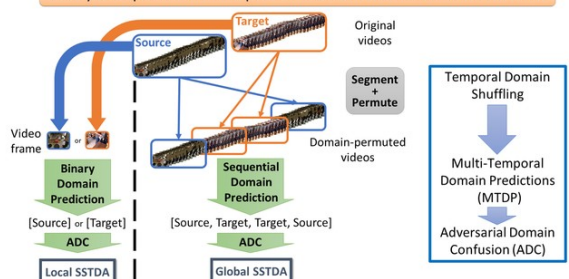 Target
Source
Original
videos
Segment
+
Permute
Video
frame
or
Domain-permuted
videos
Binary
Domain
Prediction
Sequential
Domain
Prediction
[Source] or [Target]
[Source, Target, Target, Source]
ADC
ADC
Local SSTDA
Global SSTDA
Temporal Domain
Shuffling
Multi-Temporal
Domain Predictions
(MTDP)
Adversarial Domain
Confusion (ADC)